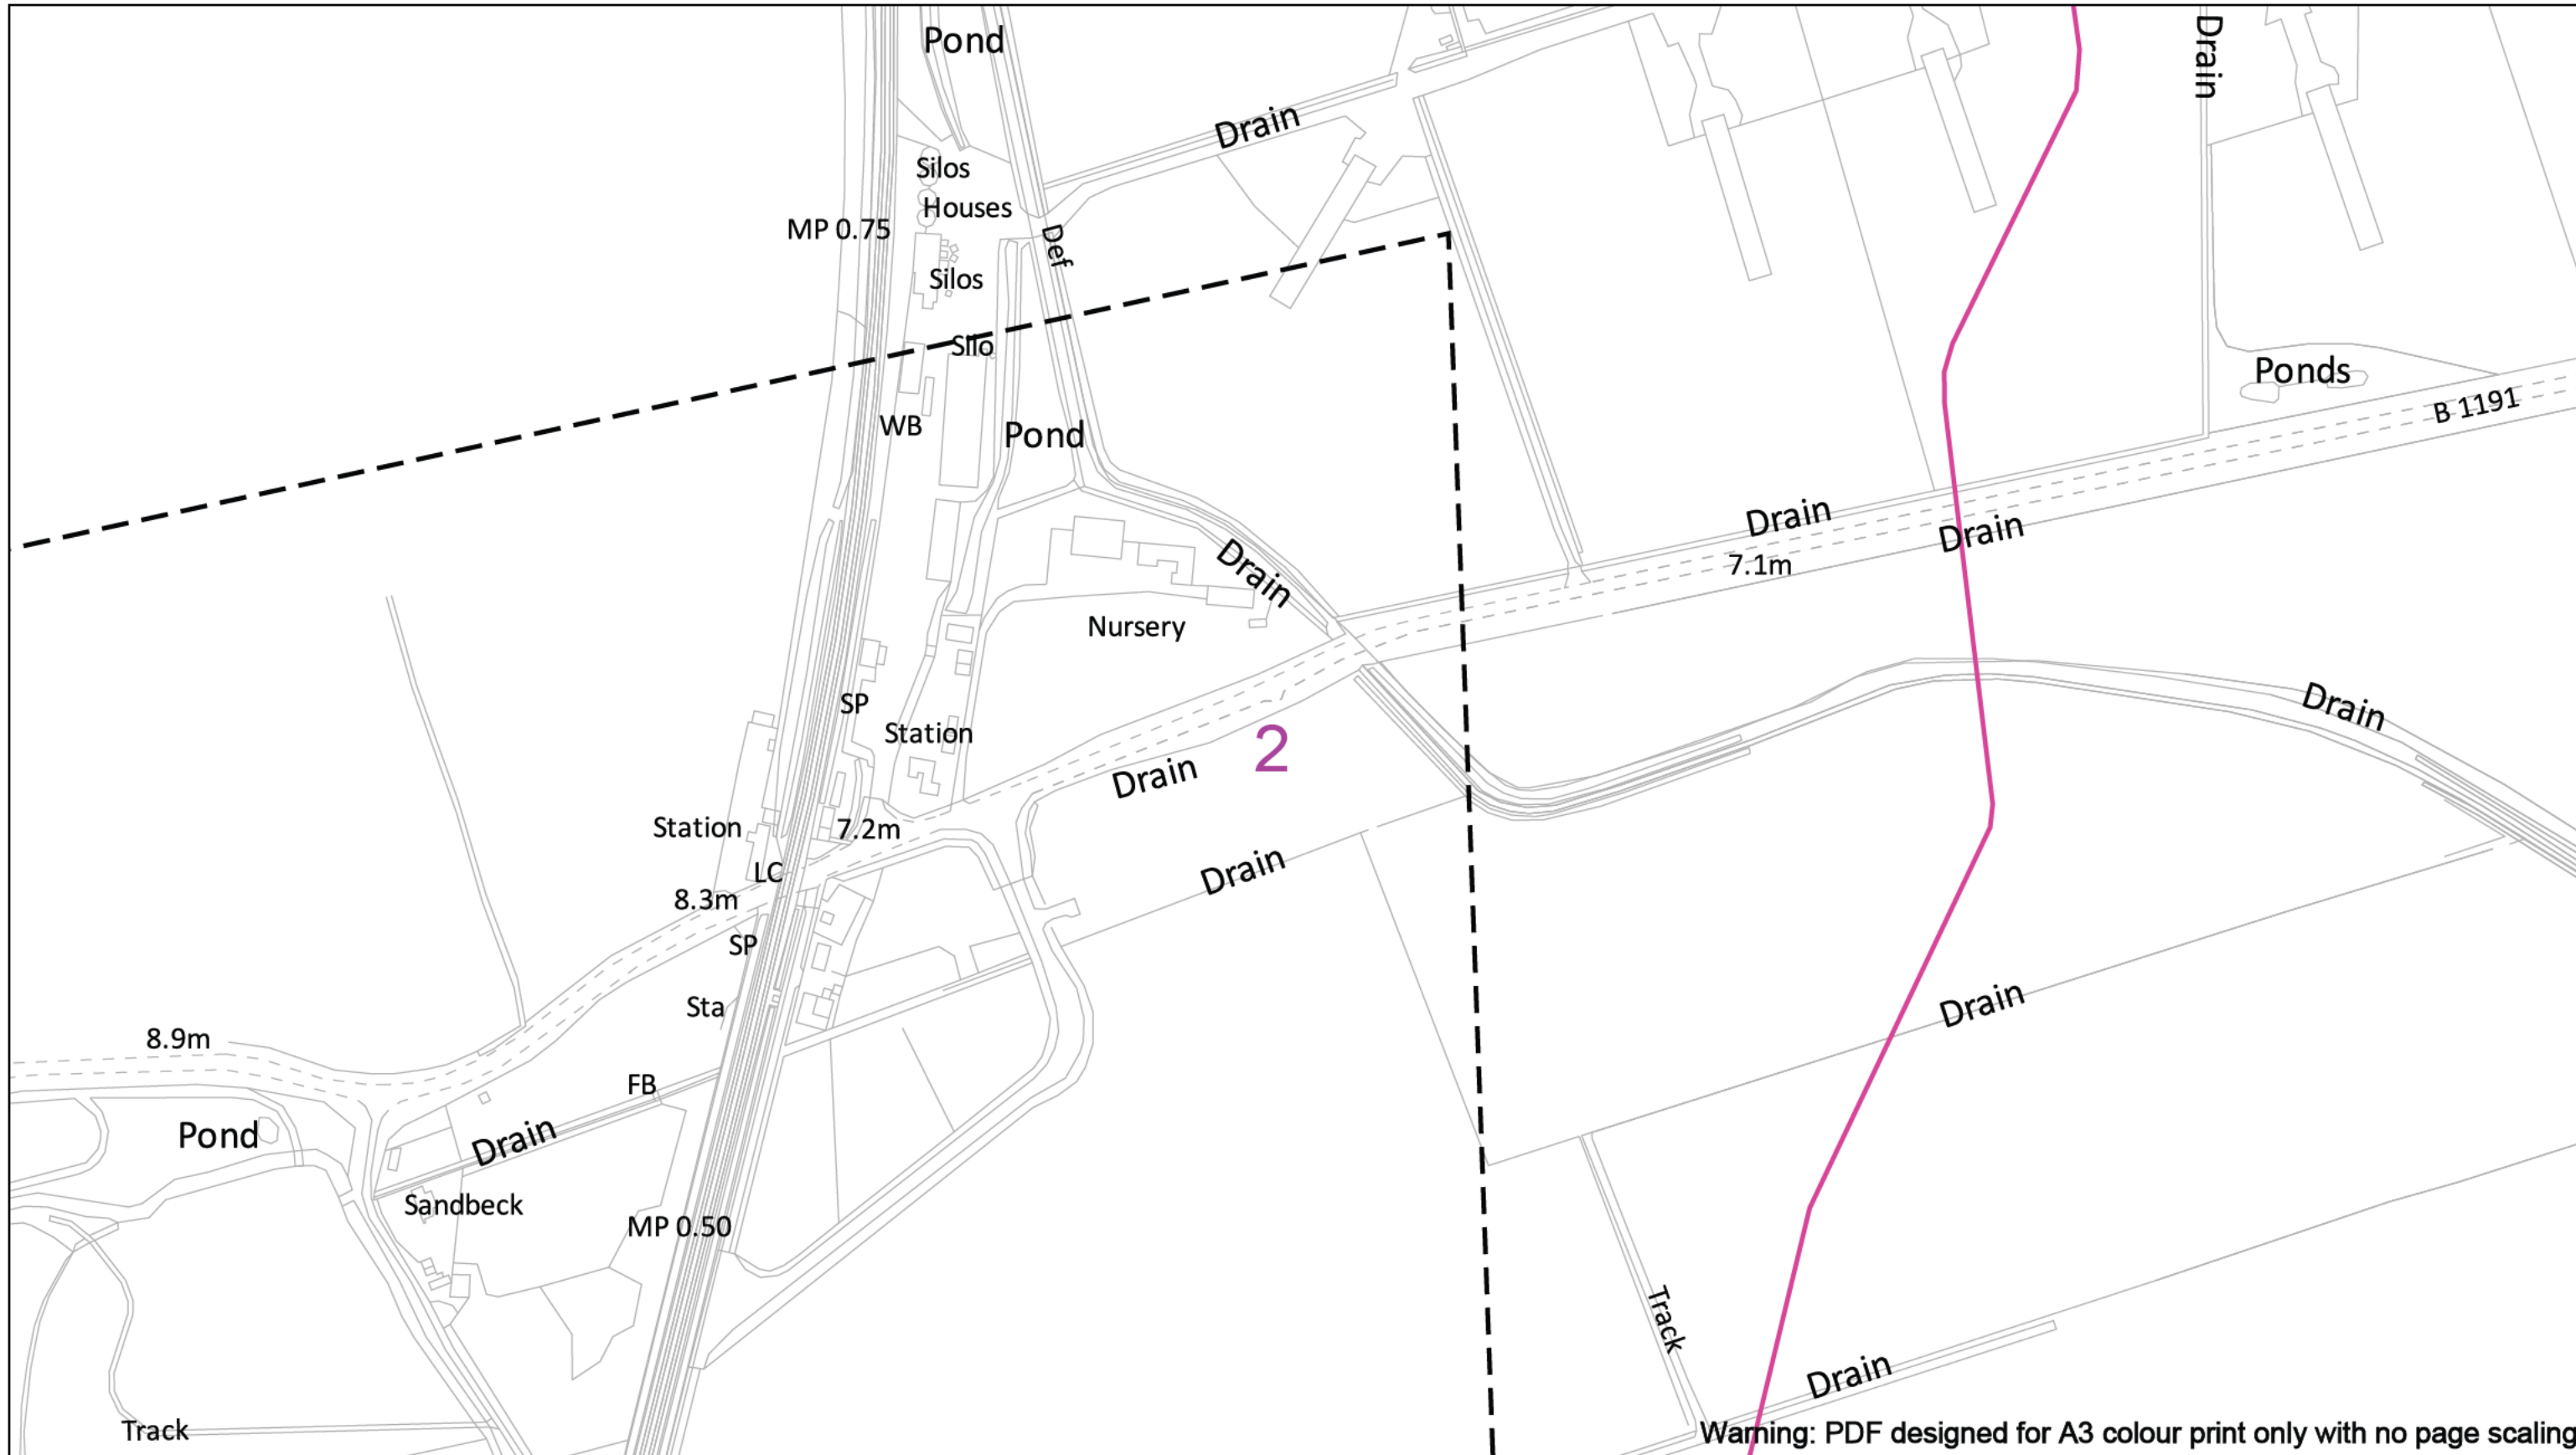 Pond
Drain
Drain
Silos
Houses
MP 0.75
Def
Silos
Silo
Ponds
B 1191
WB
Pond
Drain
Drain
7.1m
Drain
Nursery
SP
Station
2
Drain
Drain
Station
7.2m
LC
Drain
8.3m
SP
Sta
Drain
8.9m
FB
Pond
Drain
Sandbeck
MP 0.50
Track
Drain
Track
Warning: PDF designed for A3 colour print only with no page scaling